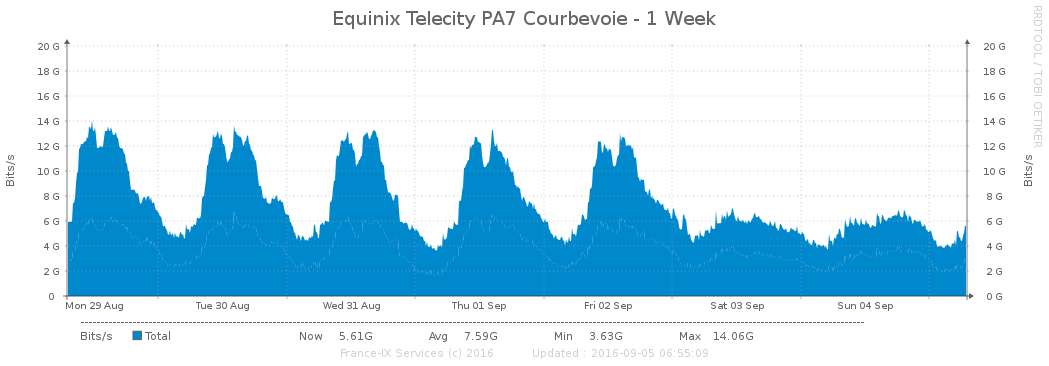 Equinix Telecity PA7 Courbevoie - 1 Week
RRDTOOL / TOBI OETIKER
Bits/s
20 G
18 G
16 G
14 G
12 G
10 G
8 G
6 G
4 G
2 G
0
20 G
18 G
16 G
14 G
12 G
10 G
8 G
6 G
4 G
2 G
0 G
Bits/s
Mon 29 Aug Tue 30 Aug Wed 31 Aug Thu 01 Sep Fri 02 Sep Sat 03 Sep Sun 04 Sep
Bits/s Total Now 5.61G Avg 7.59G Min 3.63G Max 14.06G
France-IX Services (c) 2016 Updated : 2016-09-05 06:55:09